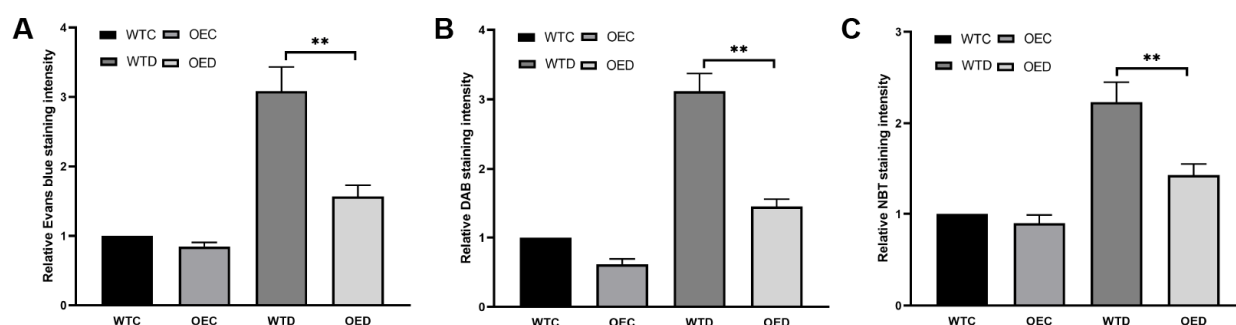 A
Relative Evans blue staining intensity
4
3
2
1
0
WTC OEC
WTD OED
**
WTC OEC WTD OED
B
Relative DAB staining intensity
4
3
2
1
0
WTC OEC
WTD OED
**
WTC OEC WTD OED
C
Relative NBT staining intensity
3
2
1
0
WTC OEC
WTD OED
**
WTC OEC WTD OED